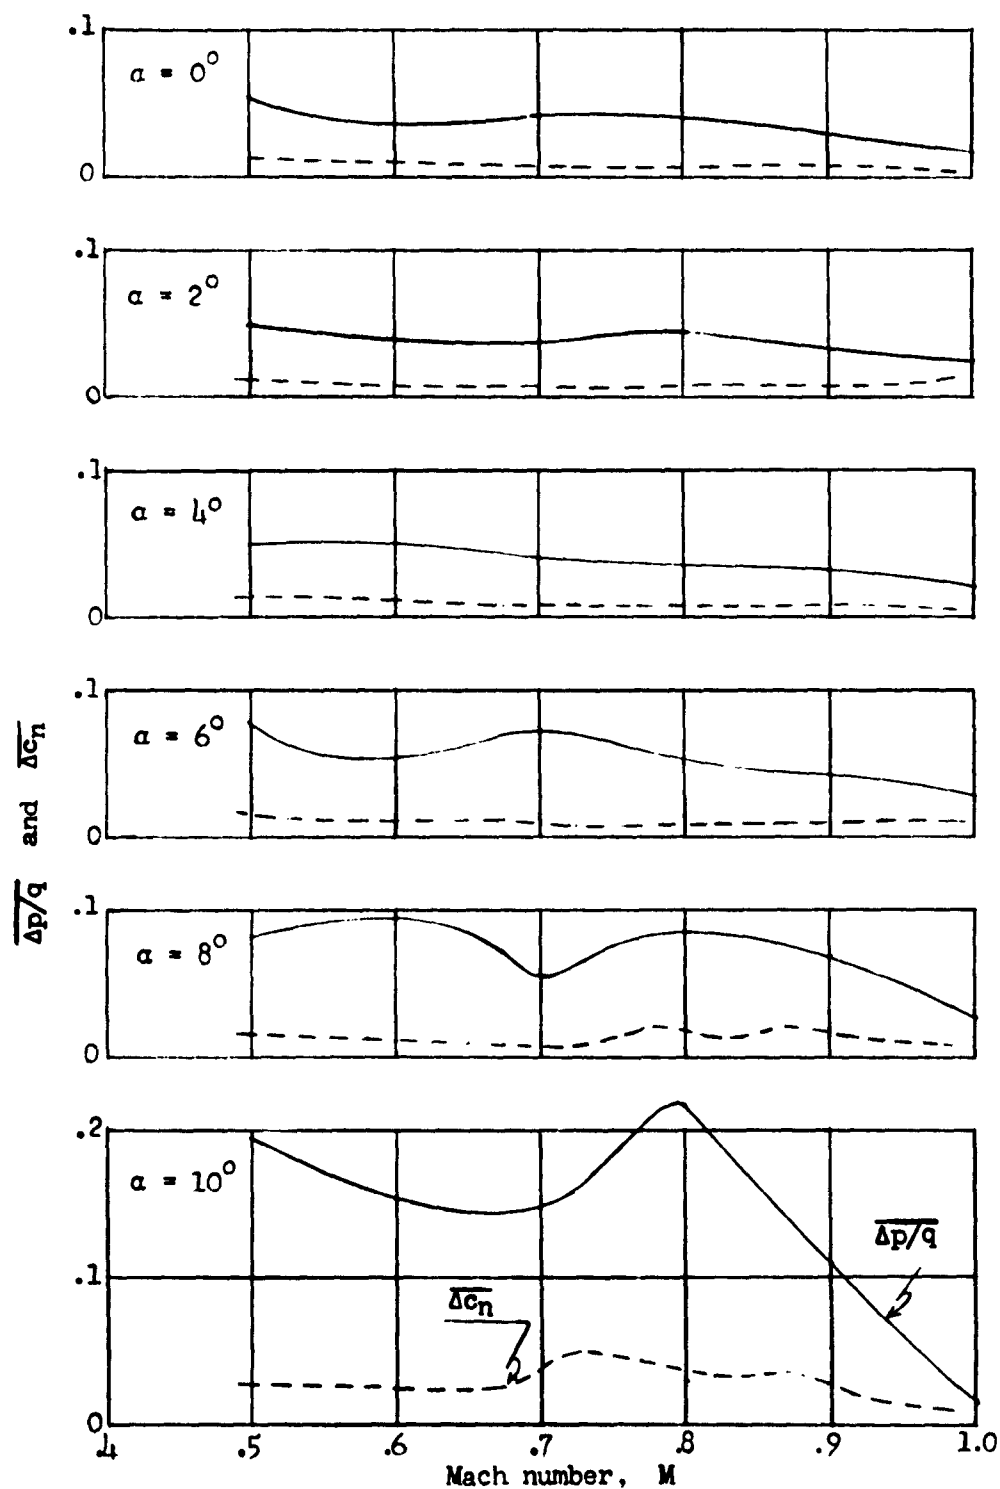 .1
α = 0°
0
.1
α = 2°
0
.1
α = 4°
0
.1
α = 6°
0
.1
α = 8°
0
.2
α = 10°
.1
0
Δp/q and Δcn
Δp/q
Δcn
.4 .5 .6 .7 .8 .9 1.0
Mach number, M